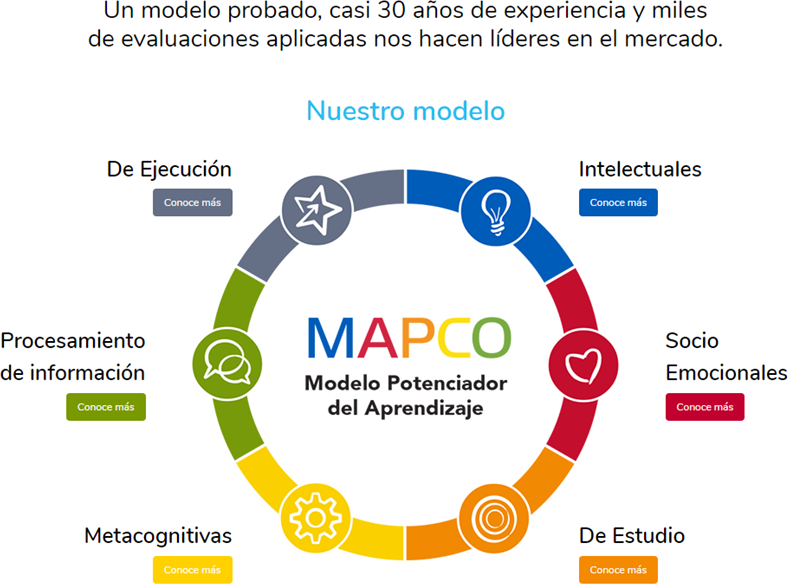 Un modelo probado, casi 30 años de experiencia y miles
de evaluaciones aplicadas nos hacen líderes en el mercado.
Nuestro modelo
De Ejecución
Conoce más
Intelectuales
Conoce más
Procesamiento
de información
Conoce más
MAPCO
Modelo Potenciador
del Aprendizaje
Socio
Emocionales
Conoce más
Metacognitivas
Conoce más
De Estudio
Conoce más